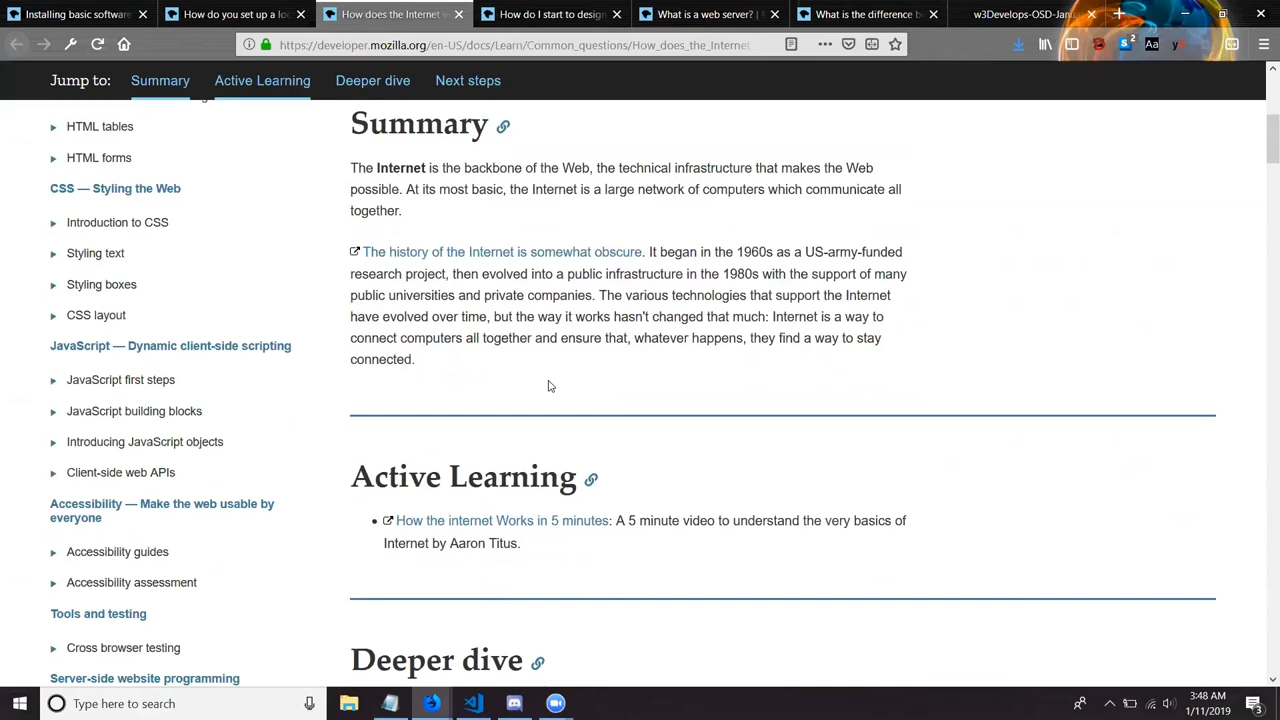 Installing basic software
How do you set up a lo
How does the Internet
How do I start to design
What is a web server? |
What is the difference b
w3Develops-OSD-Janu
https://developer.mozilla.org/en-US/docs/Learn/Common_questions/How_does_the_Internet_
Jump to: Summary Active Learning Deeper dive Next steps
HTML tables
HTML forms
CSS — Styling the Web
Introduction to CSS
Styling text
Styling boxes
CSS layout
JavaScript — Dynamic client-side scripting
JavaScript first steps
JavaScript building blocks
Introducing JavaScript objects
Client-side web APIs
Accessibility — Make the web usable by
everyone
Accessibility guides
Accessibility assessment
Tools and testing
Cross browser testing
Server-side website programming
Summary
The Internet is the backbone of the Web, the technical infrastructure that makes the Web
possible. At its most basic, the Internet is a large network of computers which communicate all
together.
The history of the Internet is somewhat obscure. It began in the 1960s as a US-army-funded
research project, then evolved into a public infrastructure in the 1980s with the support of many
public universities and private companies. The various technologies that support the Internet
have evolved over time, but the way it works hasn't changed that much: Internet is a way to
connect computers all together and ensure that, whatever happens, they find a way to stay
connected.
Active Learning
• How the internet Works in 5 minutes: A 5 minute video to understand the very basics of
Internet by Aaron Titus.
Deeper dive
Type here to search
3:48 AM
1/11/2019